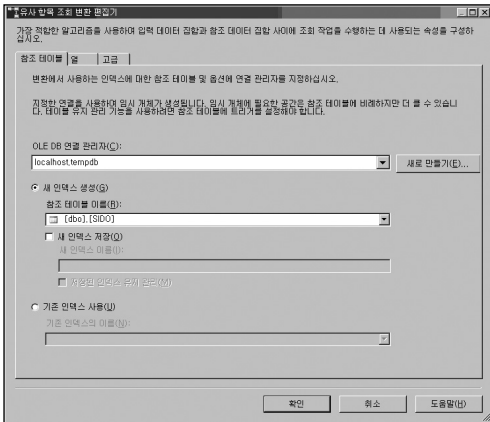 유사 항목 조회 변환 편집기
가장 적합한 알고리즘을 사용하여 입력 데이터 집합과 참조 데이터 집합 사이에 조회 작업을 수행하는 데 사용되는 속성을 구성하
십시오.
참조 테이블 열 고급
변환에서 사용하는 인덱스에 대한 참조 테이블 및 옵션에 연결 관리자를 지정하십시오.
지정한 연결을 사용하여 임시 개체가 생성됩니다. 임시 개체에 필요한 공간은 참조 테이블에 비례하지만 더 클 수 있습니
다. 테이블 유지 관리 기능을 사용하려면 참조 테이블에 트리거를 설정해야 합니다.
OLE DB 연결 관리자(C):
localhost.tempdb 새로 만들기(E)...
새 인덱스 생성(G)
참조 테이블 이름(R):
[dbo].[SIDO]
새 인덱스 저장(O)
새 인덱스 이름(I):
저장된 인덱스 유지 관리(M)
기존 인덱스 사용(U)
기존 인덱스의 이름(N):
확인 취소 도움말(H)